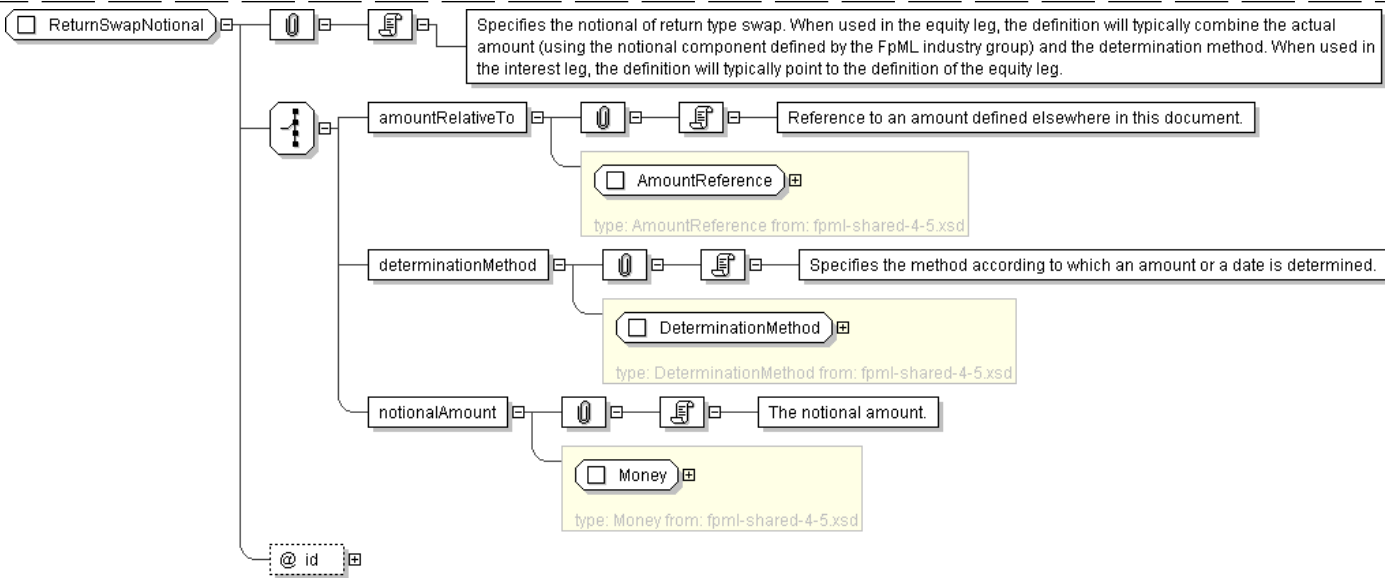 ReturnSwapNotional
Specifies the notional of return type swap. When used in the equity leg, the definition will typically combine the actual
amount (using the notional component defined by the FpML industry group) and the determination method. When used in
the interest leg, the definition will typically point to the definition of the equity leg.
amountRelativeTo
Reference to an amount defined elsewhere in this document.
AmountReference
type: AmountReference from: fpml-shared-4-5.xsd
determinationMethod
Specifies the method according to which an amount or a date is determined.
DeterminationMethod
type: DeterminationMethod from: fpml-shared-4-5.xsd
notionalAmount
The notional amount.
Money
type: Money from: fpml-shared-4-5.xsd
@ id